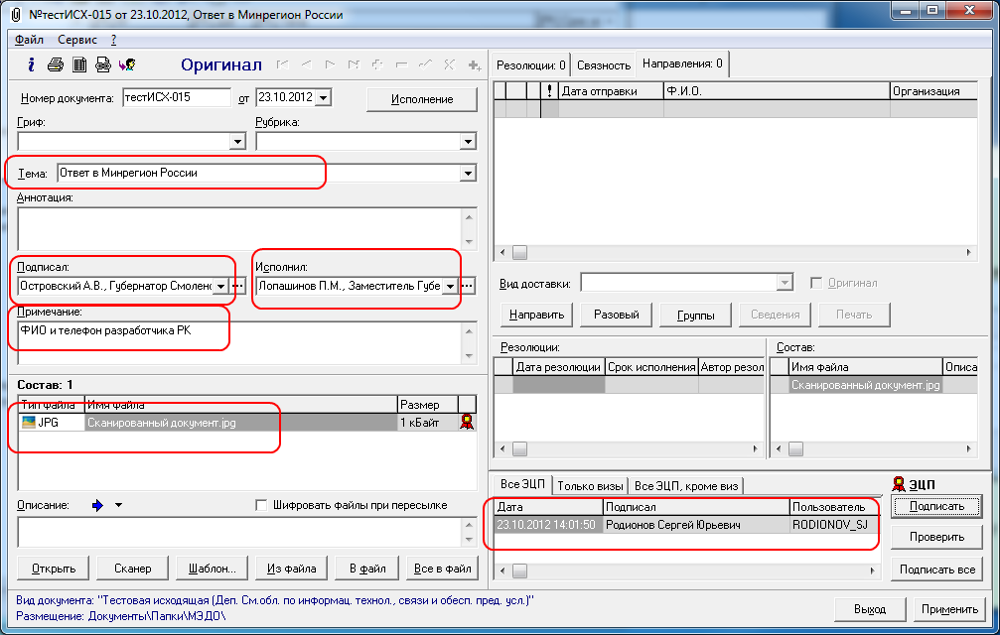 №тестИСХ-015 от 23.10.2012, Ответ в Минрегион России
Файл Сервис ?
Оригинал
Номер документа: тестИСХ-015 от 23.10.2012 Исполнение
Гриф: Рубрика:
Тема: Ответ в Минрегион России
Аннотация:
Подписал: Исполнил:
Островский А.В., Губернатор Смолен ... Лопашинов П.М., Заместитель Губе ...
Примечание:
ФИО и телефон разработчика РК
Состав: 1
Тип файла Имя файла Размер
JPG Сканированный документ.jpg 1 кБайт
Описание: Шифровать файлы при пересылке
Открыть Сканер Шаблон... Из файла В файл Все в файл
Резолюции: 0 Связность Направления: 0
! Дата отправки Ф.И.О. Организация
Вид доставки: Оригинал
Направить Разовый Группы Сведения Печать
Резолюции:
Дата резолюции Срок исполнения Автор резол
Состав:
Имя файла Описа
Сканированный документ.jpg
Все ЭЦП Только визы Все ЭЦП, кроме виз
Дата Подписал Пользователь
23.10.2012 14:01:50 Родионов Сергей Юрьевич RODIONOV_SJ
ЭЦП
Подписать
Проверить
Подписать все
Вид документа: "Тестовая исходящая (Деп. См.обл. по информац. технол., связи и обесп. пред. усл.)"
Размещение: Документы\Папки\МЭДО\
Выход Применить